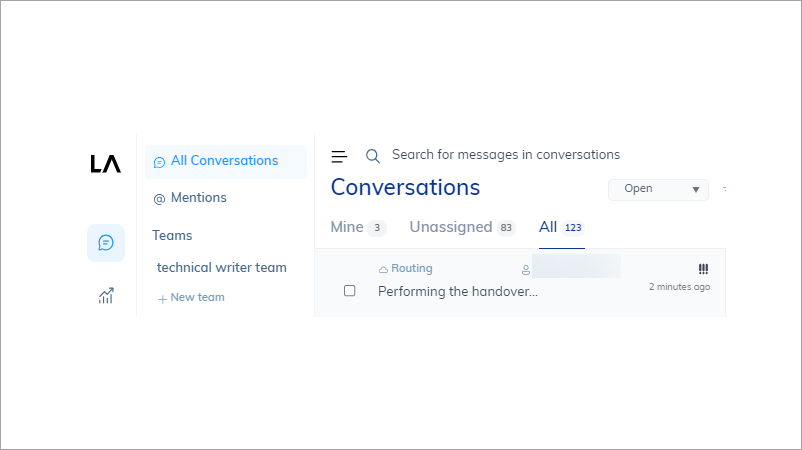 LA
All Conversations
@ Mentions
Teams
technical writer team
+ New team
Search for messages in conversations
Conversations
Open
Mine 3 Unassigned 83 All 123
Routing
Performing the handover...
2 minutes ago